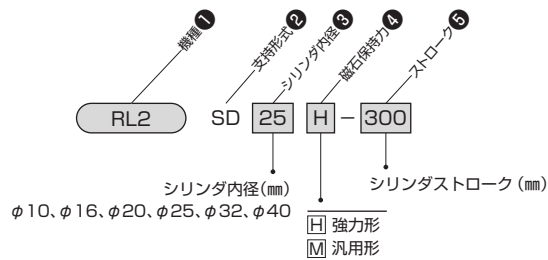 機種❶
支持形式❷
シリンダ内径❸
磁石保持力❹
ストローク❺
RL2 SD 25 H － 300
シリンダ内径(㎜)
φ10、φ16、φ20、φ25、φ32、φ40
シリンダストローク(㎜)
H 強力形
M 汎用形